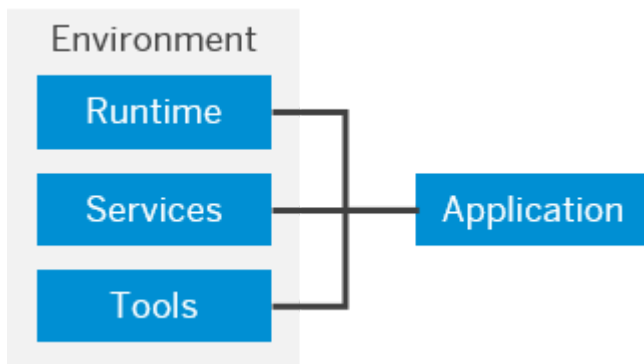 Environment
Runtime
Services
Application
Tools